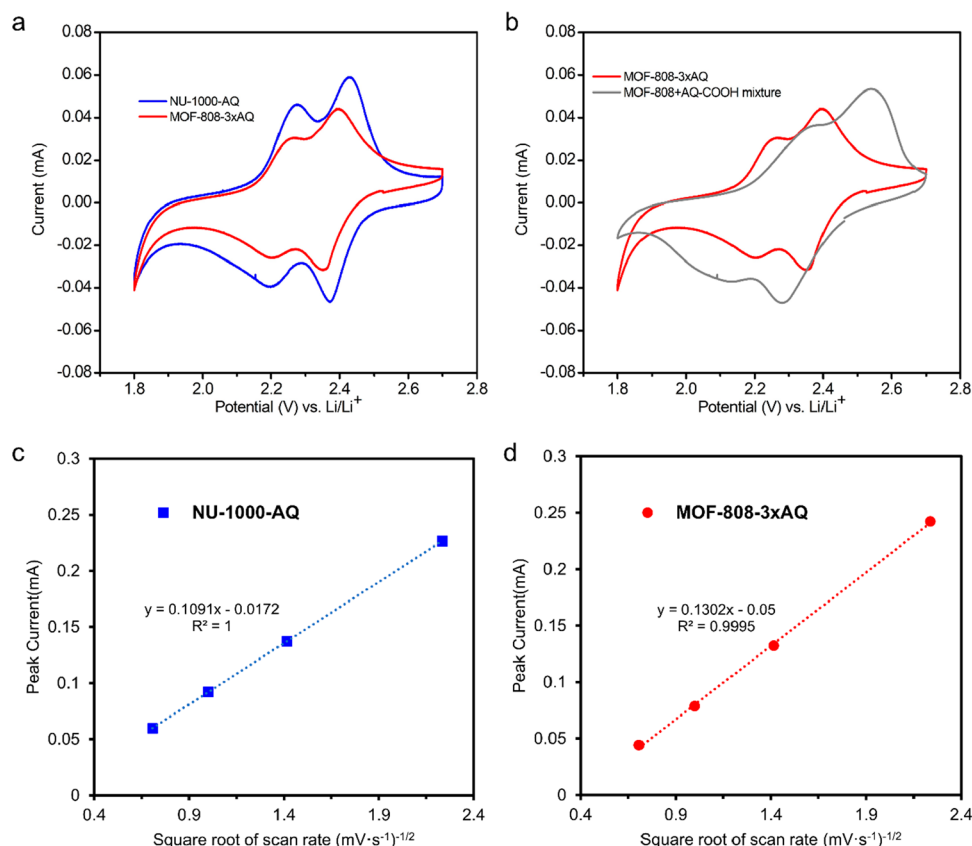 a
0.08
0.06
0.04
0.02
0.00
-0.02
-0.04
-0.06
-0.08
Current (mA)
NU-1000-AQ
MOF-808-3xAQ
1.8 2.0 2.2 2.4 2.6 2.8
Potential (V) vs. Li/Li⁺
b
0.08
0.06
0.04
0.02
0.00
-0.02
-0.04
-0.06
-0.08
Current (mA)
MOF-808-3xAQ
MOF-808+AQ-COOH mixture
1.8 2.0 2.2 2.4 2.6 2.8
Potential (V) vs. Li/Li⁺
c
0.3
0.25
0.2
0.15
0.1
0.05
0
Peak Current(mA)
NU-1000-AQ
y = 0.1091x - 0.0172
R² = 1
0.4 0.9 1.4 1.9 2.4
Square root of scan rate (mV·s⁻¹)⁻¹/²
d
0.3
0.25
0.2
0.15
0.1
0.05
0
Peak Current(mA)
MOF-808-3xAQ
y = 0.1302x - 0.05
R² = 0.9995
0.4 0.9 1.4 1.9 2.4
Square root of scan rate (mV·s⁻¹)⁻¹/²